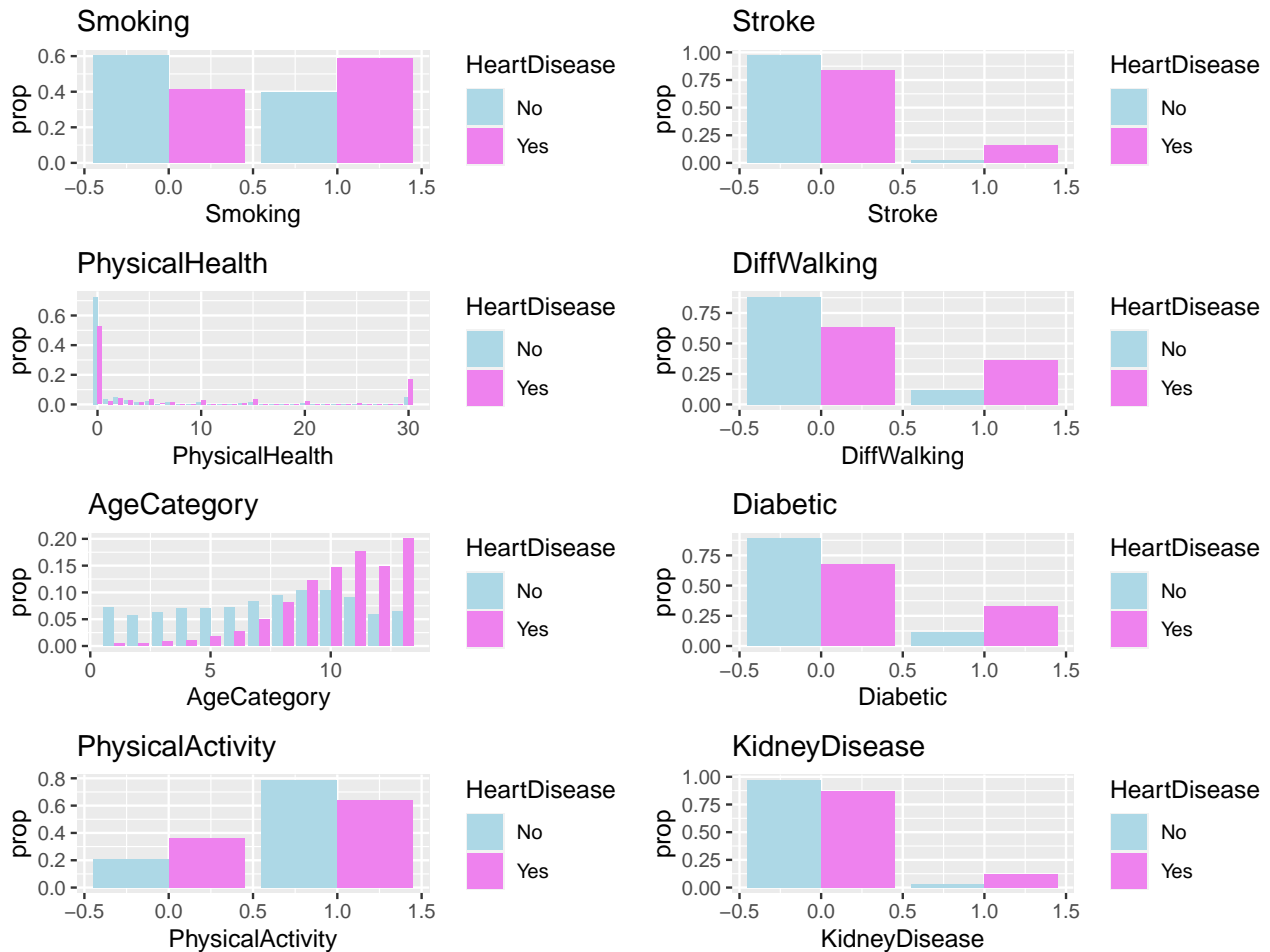 Smoking
prop
0.6
0.4
0.2
0.0
−0.5 0.0 0.5 1.0 1.5
Smoking
HeartDisease
No
Yes
Stroke
prop
1.00
0.75
0.50
0.25
0.00
−0.5 0.0 0.5 1.0 1.5
Stroke
HeartDisease
No
Yes
PhysicalHealth
prop
0.6
0.4
0.2
0.0
0 10 20 30
PhysicalHealth
HeartDisease
No
Yes
DiffWalking
prop
0.75
0.50
0.25
0.00
−0.5 0.0 0.5 1.0 1.5
DiffWalking
HeartDisease
No
Yes
AgeCategory
prop
0.20
0.15
0.10
0.05
0.00
0 5 10
AgeCategory
HeartDisease
No
Yes
Diabetic
prop
0.75
0.50
0.25
0.00
−0.5 0.0 0.5 1.0 1.5
Diabetic
HeartDisease
No
Yes
PhysicalActivity
prop
0.8
0.6
0.4
0.2
0.0
−0.5 0.0 0.5 1.0 1.5
PhysicalActivity
HeartDisease
No
Yes
KidneyDisease
prop
1.00
0.75
0.50
0.25
0.00
−0.5 0.0 0.5 1.0 1.5
KidneyDisease
HeartDisease
No
Yes